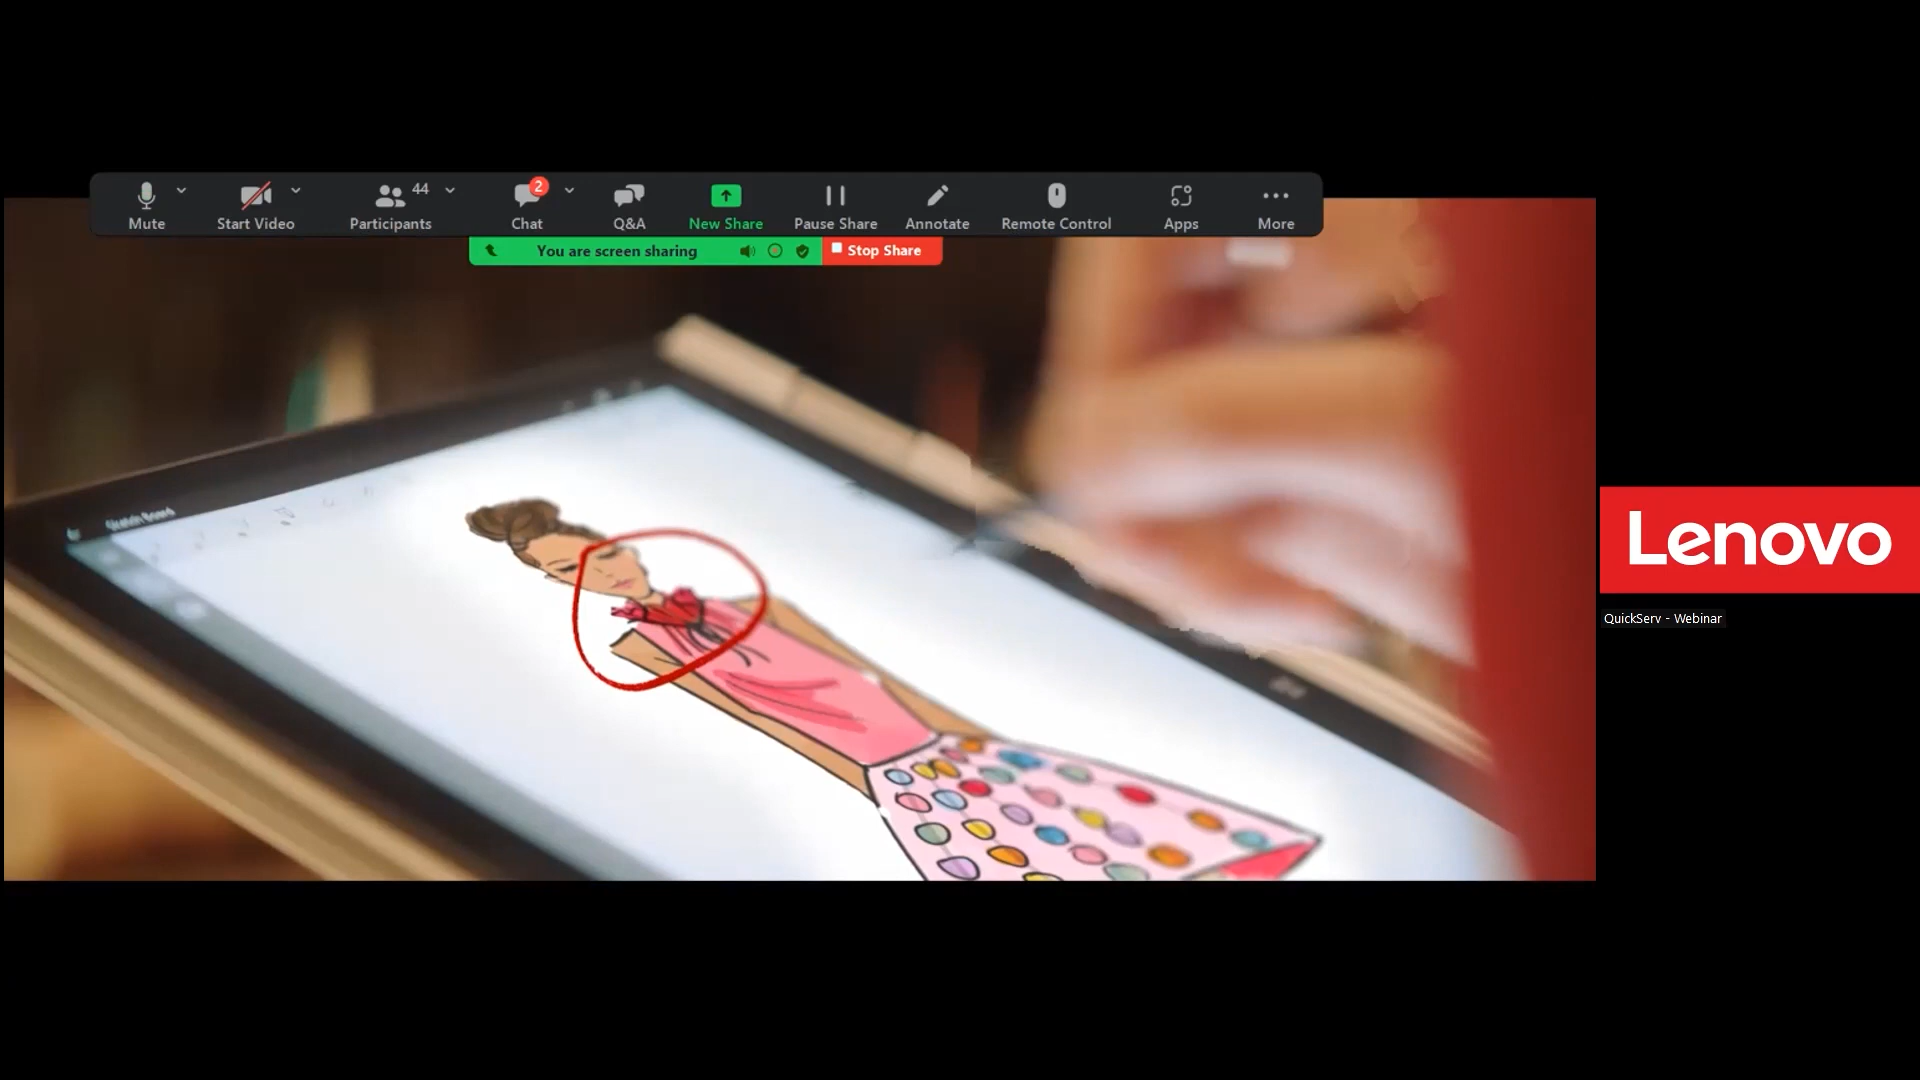 Mute
Start Video
Participants
44
Chat
2
Q&A
New Share
Pause Share
Annotate
Remote Control
Apps
More
You are screen sharing
Stop Share
Lenovo
QuickServ - Webinar